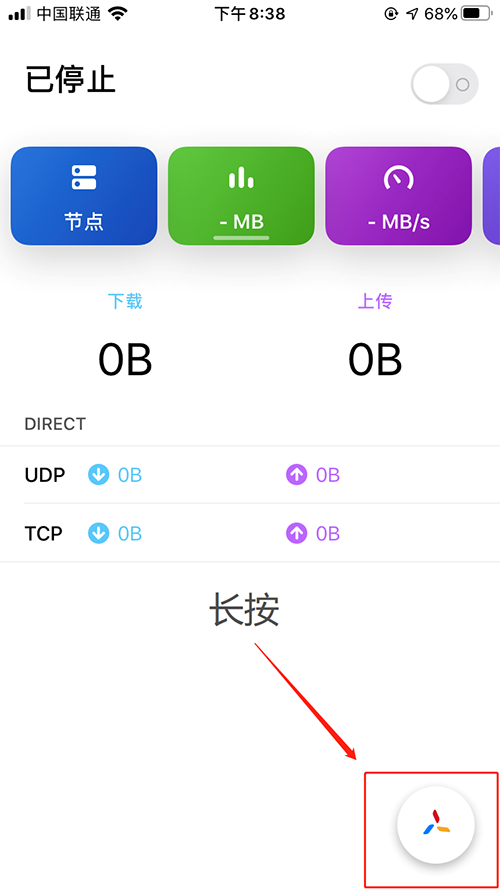 中国联通 下午8:38 68%
已停止
节点 - MB - MB/s
下载 上传
0B 0B
DIRECT
UDP 0B 0B
TCP 0B 0B
长按